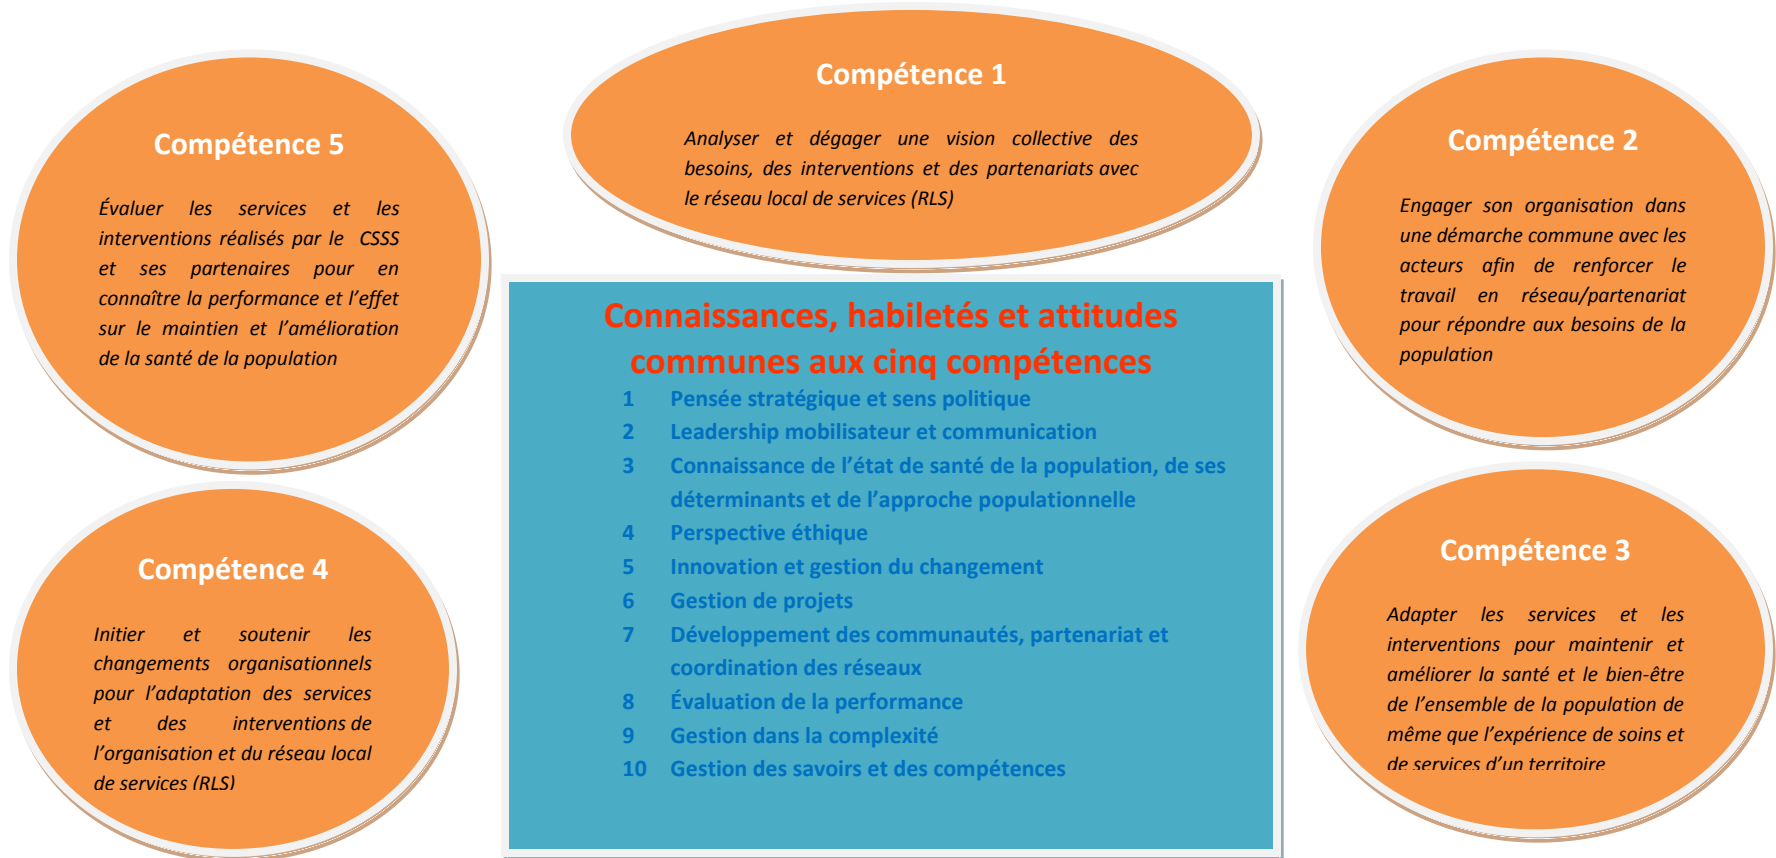 Compétence 1
Analyser et dégager une vision collective des
besoins, des interventions et des partenariats avec
le réseau local de services (RLS)
Compétence 5
Évaluer les services et les
interventions réalisés par le CSSS
et ses partenaires pour en
connaître la performance et l’effet
sur le maintien et l’amélioration
de la santé de la population
Compétence 2
Engager son organisation dans
une démarche commune avec les
acteurs afin de renforcer le
travail en réseau/partenariat
pour répondre aux besoins de la
population
Connaissances, habiletés et attitudes
communes aux cinq compétences
1 Pensée stratégique et sens politique
2 Leadership mobilisateur et communication
3 Connaissance de l’état de santé de la population, de ses
déterminants et de l’approche populationnelle
4 Perspective éthique
5 Innovation et gestion du changement
6 Gestion de projets
7 Développement des communautés, partenariat et
coordination des réseaux
8 Évaluation de la performance
9 Gestion dans la complexité
10 Gestion des savoirs et des compétences
Compétence 4
Initier et soutenir les
changements organisationnels
pour l’adaptation des services
et des interventions de
l’organisation et du réseau local
de services (RLS)
Compétence 3
Adapter les services et les
interventions pour maintenir et
améliorer la santé et le bien-être
de l’ensemble de la population de
même que l’expérience de soins et
de services d’un territoire